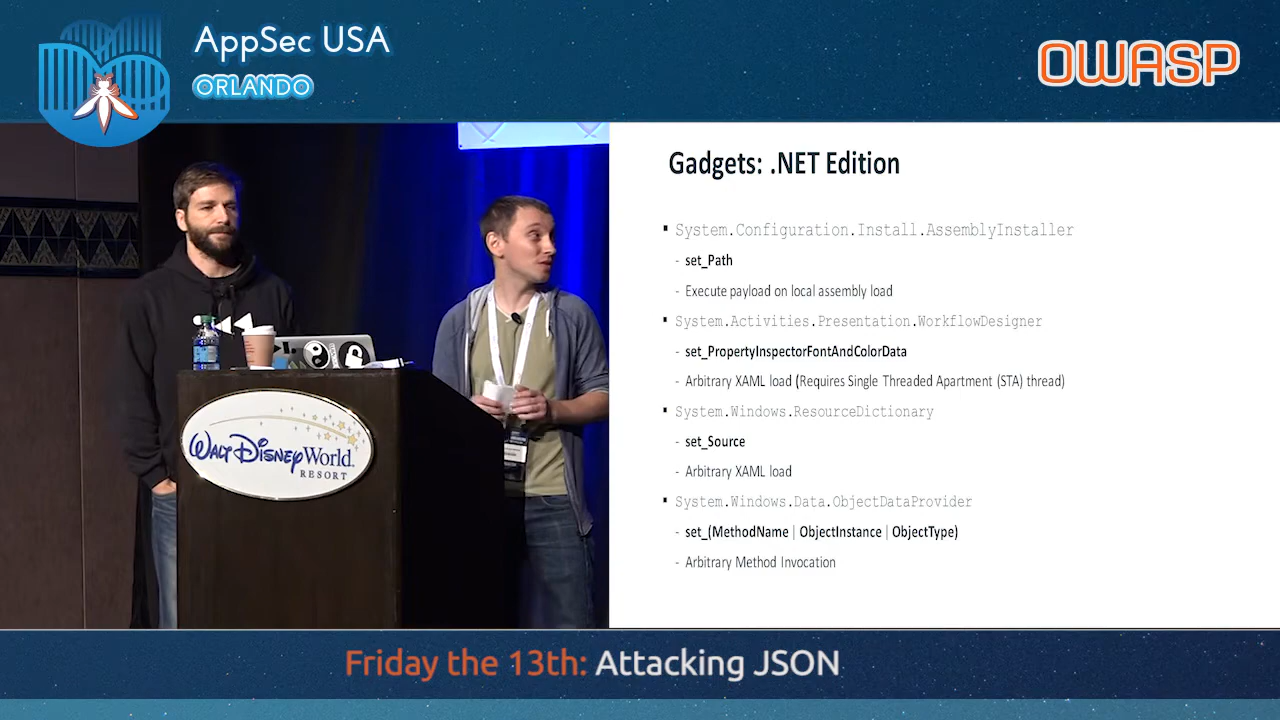 AppSec USA
ORLANDO
OWASP
Gadgets: .NET Edition
▪ System.Configuration.Install.AssemblyInstaller
- set_Path
- Execute payload on local assembly load
▪ System.Activities.Presentation.WorkflowDesigner
- set_PropertyInspectorFontAndColorData
- Arbitrary XAML load (Requires Single Threaded Apartment (STA) thread)
▪ System.Windows.ResourceDictionary
- set_Source
- Arbitrary XAML load
▪ System.Windows.Data.ObjectDataProvider
- set_(MethodName | ObjectInstance | ObjectType)
- Arbitrary Method Invocation
WALT DISNEY World
RESORT
Friday the 13th: Attacking JSON